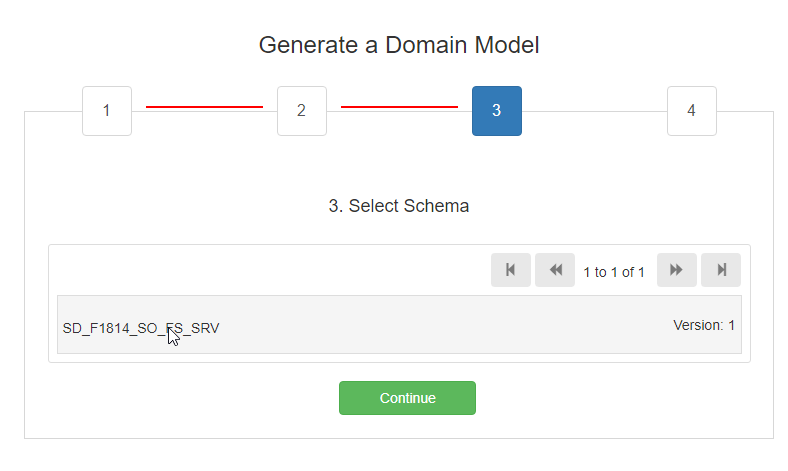 Generate a Domain Model
1
2
3
4
3. Select Schema
1 to 1 of 1
SD_F1814_SO_FS_SRV
Version: 1
Continue